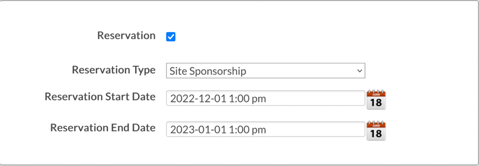 Reservation
Reservation Type Site Sponsorship
Reservation Start Date 2022-12-01 1:00 pm 18
Reservation End Date 2023-01-01 1:00 pm 18